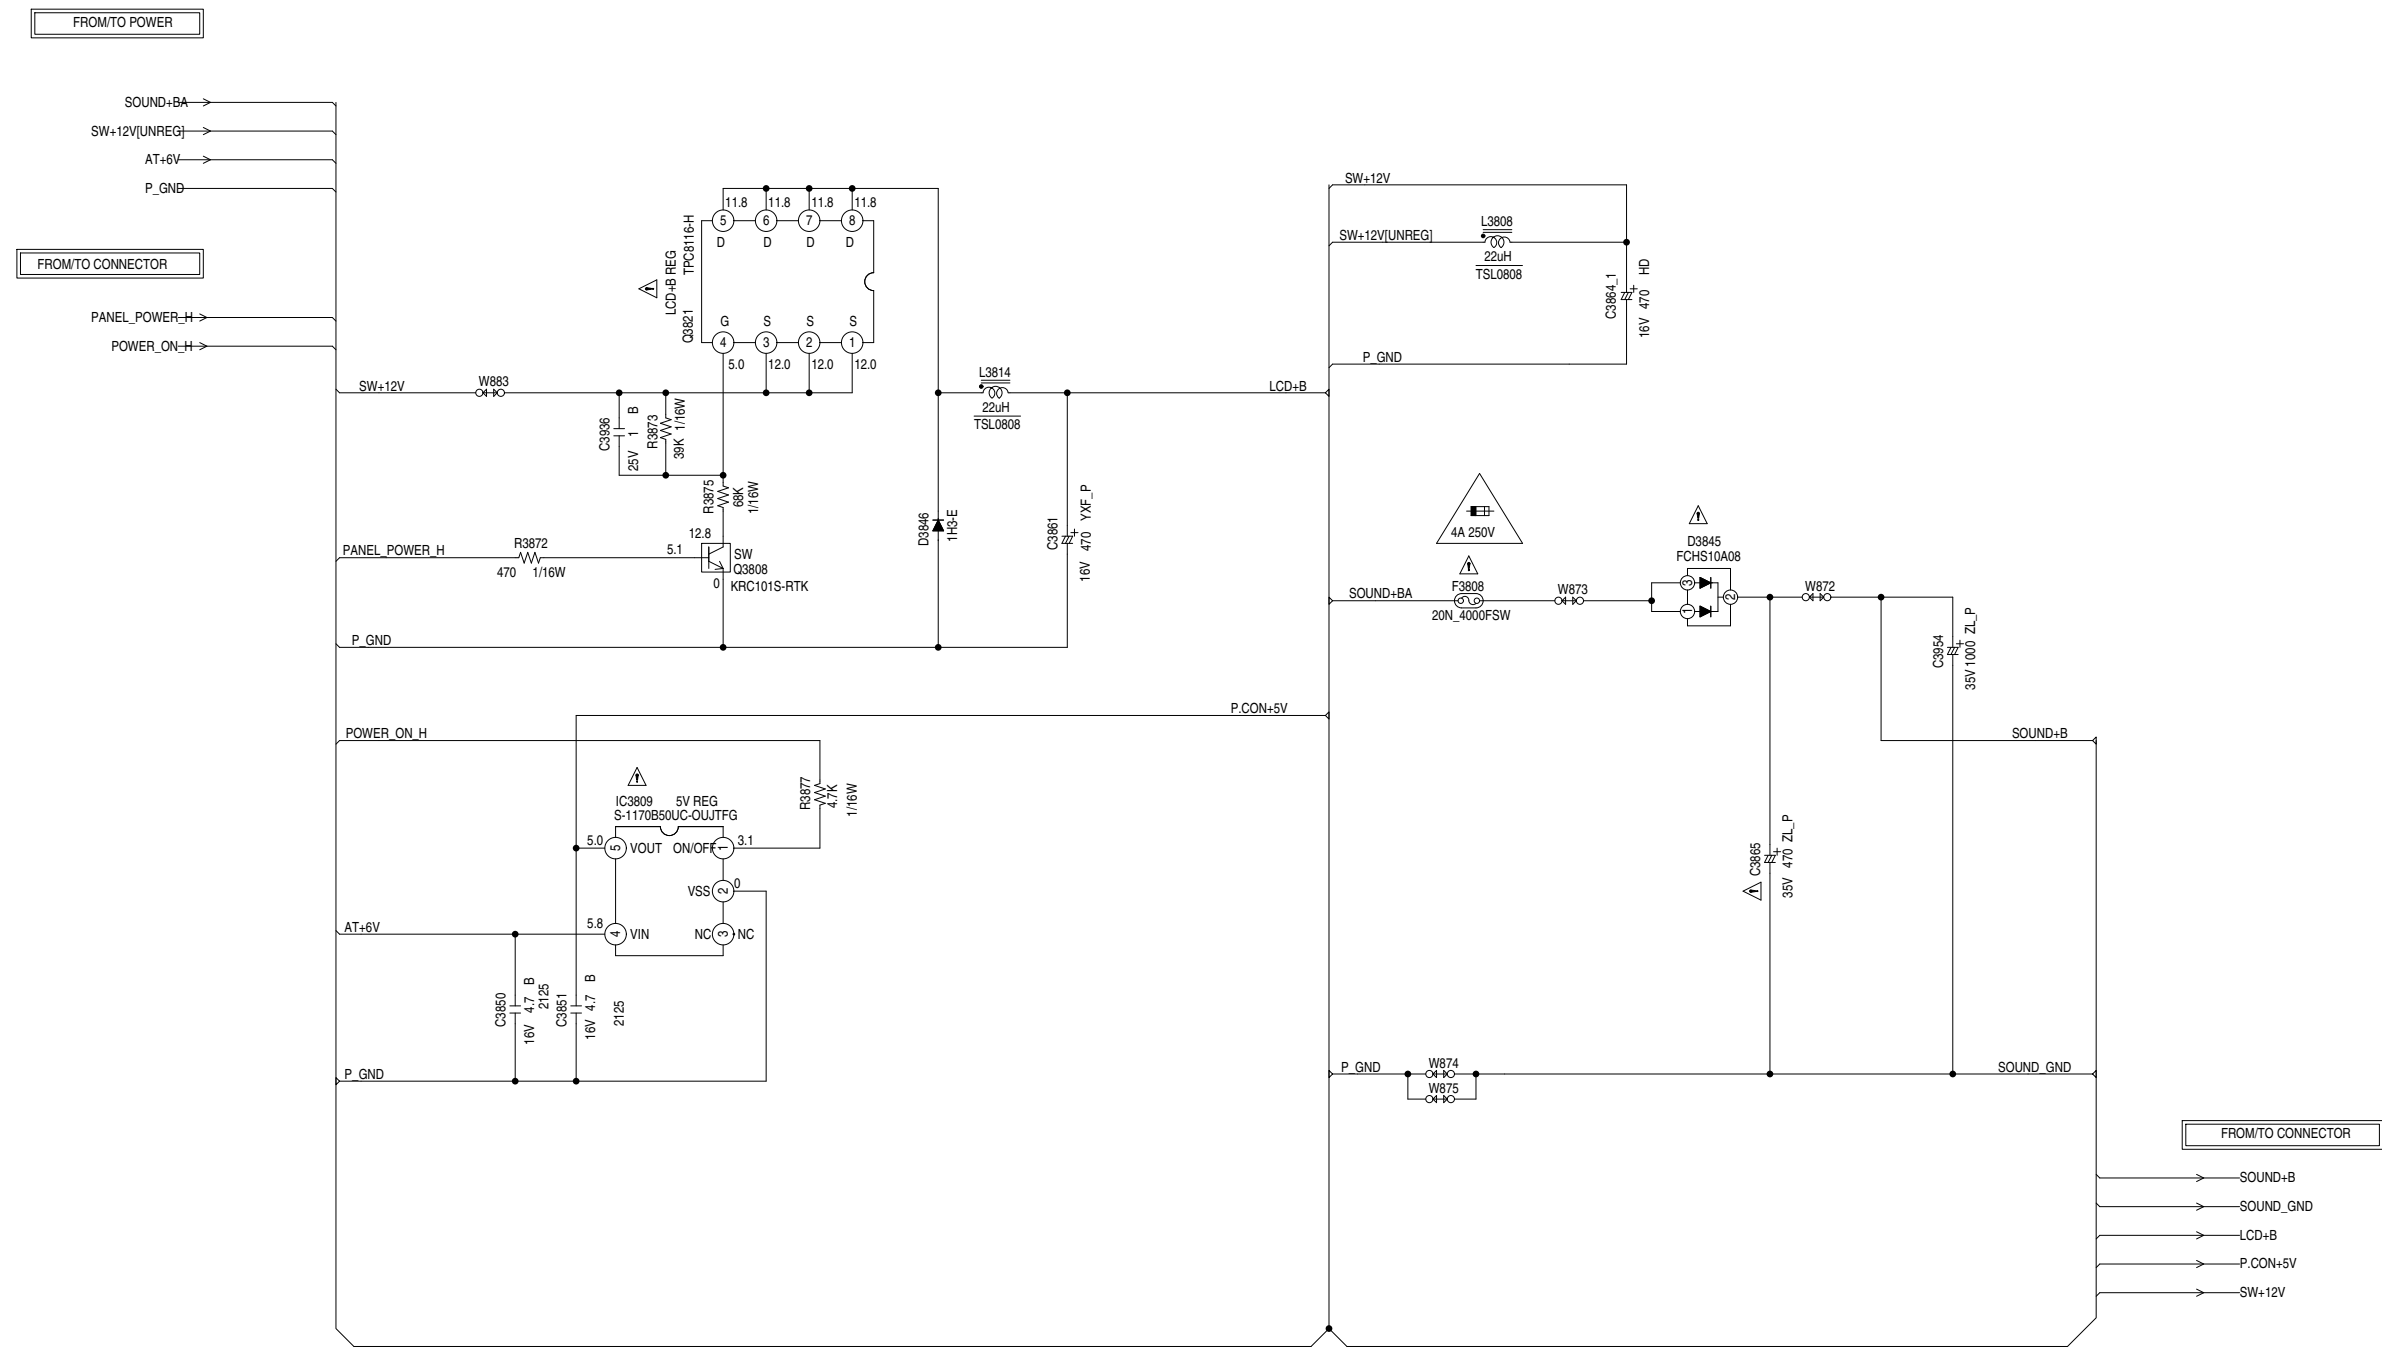 FROM/TO POWER
SOUND+BA
SW+12V[UNREG]
AT+6V
P_GND
FROM/TO CONNECTOR
PANEL_POWER_H
POWER_ON_H
11.8 11.8 11.8 11.8
5 6 7 8
D D D D
LCD+B REG
TPC8116-H
Q3821
G S S S
4 3 2 1
5.0 12.0 12.0 12.0
SW+12V
W883
C3936
25V 1 B
R3873
39K 1/16W
R3875
68K
1/16W
L3814
22uH
TSL0808
LCD+B
PANEL_POWER_H
R3872
470 1/16W
12.8
5.1
0
SW
Q3808
KRC101S-RTK
D3846
1H3-E
C3861
16V 470 YXF_P
P_GND
P.CON+5V
POWER_ON_H
R3877
4.7K
1/16W
IC3809 5V REG
S-1170B50UC-OUJTFG
5.0 5 VOUT ON/OFF 1 3.1
VSS 2 0
5.8 4 VIN NC 3 NC
AT+6V
C3850
16V 4.7 B
2125
C3851
16V 4.7 B
2125
P_GND
SW+12V
SW+12V[UNREG]
L3808
22uH
TSL0808
C3864_1
16V 470 HD
P_GND
4A 250V
SOUND+BA
F3808
20N_4000FSW
W873
D3845
FCHS10A08
3
1
2
W872
C3954
35V 1000 ZL_P
SOUND+B
C3865
35V 470 ZL_P
P_GND
W874
W875
SOUND_GND
FROM/TO CONNECTOR
SOUND+B
SOUND_GND
LCD+B
P.CON+5V
SW+12V